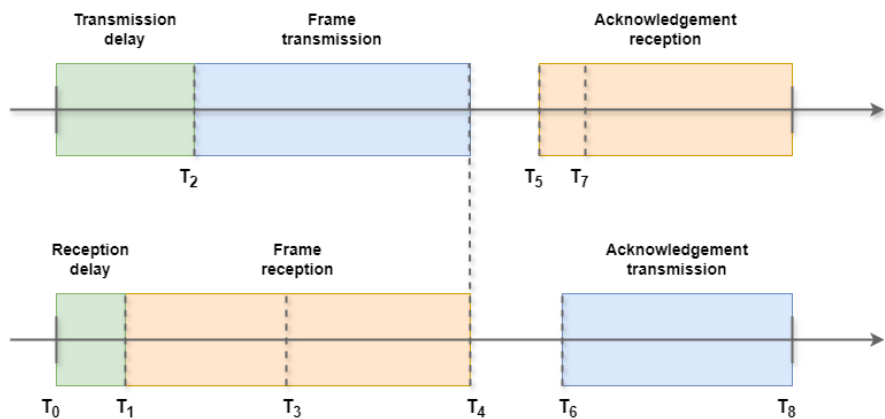 Transmission
delay
Frame
transmission
Acknowledgement
reception
T2
T5
T7
Reception
delay
Frame
reception
Acknowledgement
transmission
T0
T1
T3
T4
T6
T8